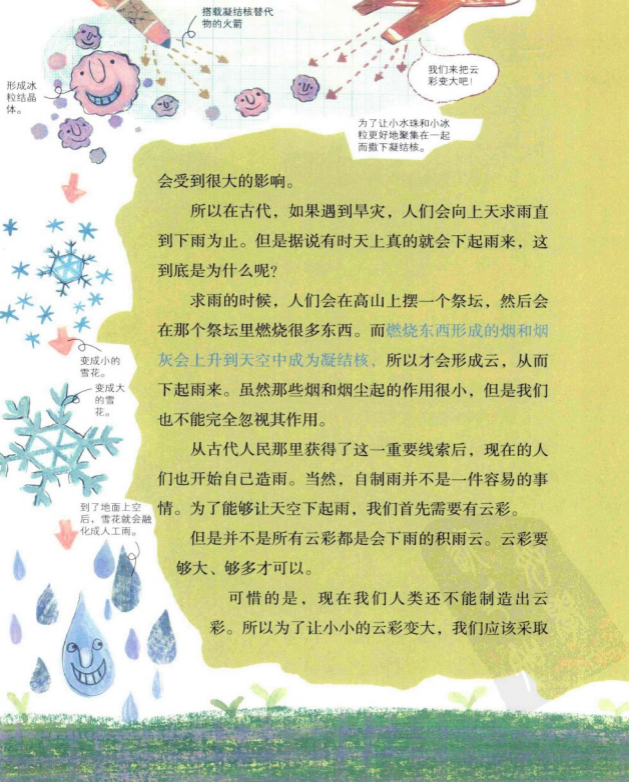 搭载凝结核替代
物的火箭
我们来把云
彩变大吧！
形成冰
粒结晶
体。
为了让小水珠和小冰
粒更好地聚集在一起
而撒下凝结核。
会受到很大的影响。
所以在古代，如果遇到旱灾，人们会向上天求雨直
到下雨为止。但是据说有时天上真的就会下起雨来，这
到底是为什么呢?
求雨的时候，人们会在高山上摆一个祭坛，然后会
在那个祭坛里燃烧很多东西。而燃烧东西形成的烟和烟
灰会上升到天空中成为凝结核，所以才会形成云，从而
下起雨来。虽然那些烟和烟尘起的作用很小，但是我们
也不能完全忽视其作用。
变成小的
雪花。
变成大
的雪
花。
从古代人民那里获得了这一重要线索后，现在的人
们也开始自己造雨。当然，自制雨并不是一件容易的事
情。为了能够让天空下起雨，我们首先需要有云彩。
到了地面上空
后，雪花就会融
化成人工雨。
但是并不是所有云彩都是会下雨的积雨云。云彩要
够大、够多才可以。
可惜的是，现在我们人类还不能制造出云
彩。所以为了让小小的云彩变大，我们应该采取